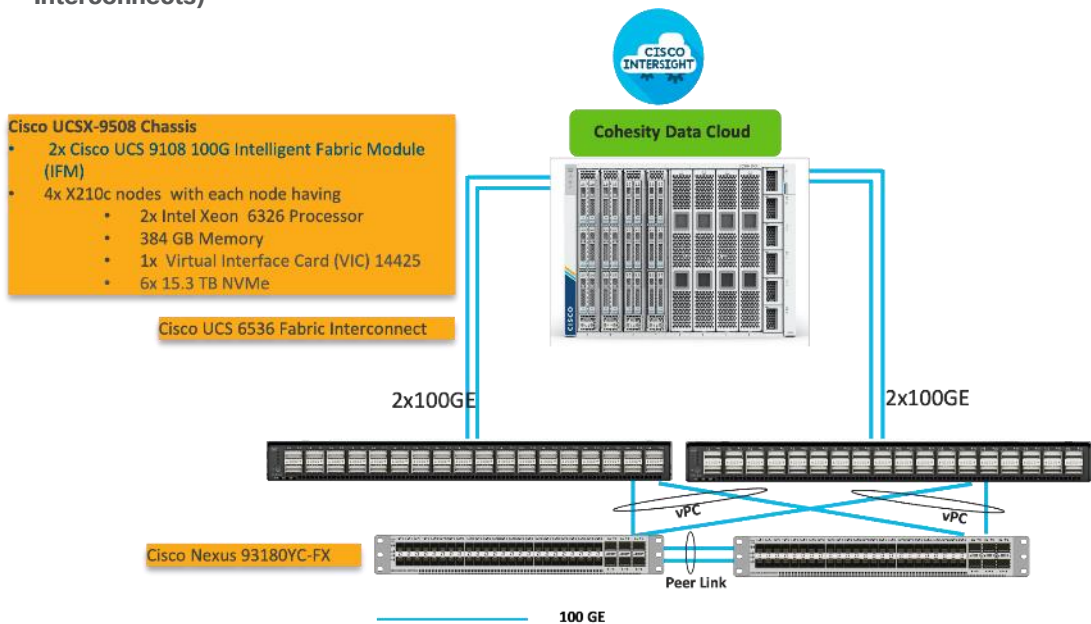 Interconnects)
CISCO
INTERSIGHT
Cohesity Data Cloud
Cisco UCSX-9508 Chassis
• 2x Cisco UCS 9108 100G Intelligent Fabric Module
(IFM)
• 4x X210c nodes with each node having
• 2x Intel Xeon 6326 Processor
• 384 GB Memory
• 1x Virtual Interface Card (VIC) 14425
• 6x 15.3 TB NVMe
CISCO
Cisco UCS 6536 Fabric Interconnect
2x100GE
2x100GE
vPC
vPC
Cisco Nexus 93180YC-FX
Peer Link
100 GE